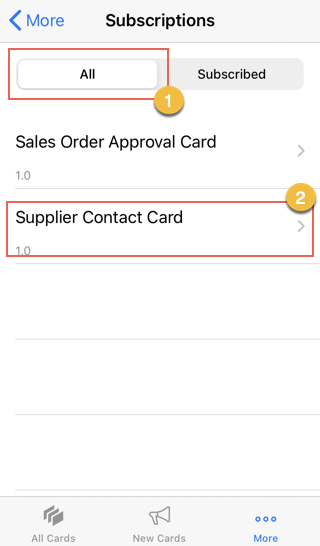 More
Subscriptions
All
Subscribed
1
Sales Order Approval Card
1.0
2
Supplier Contact Card
1.0
All Cards
New Cards
More